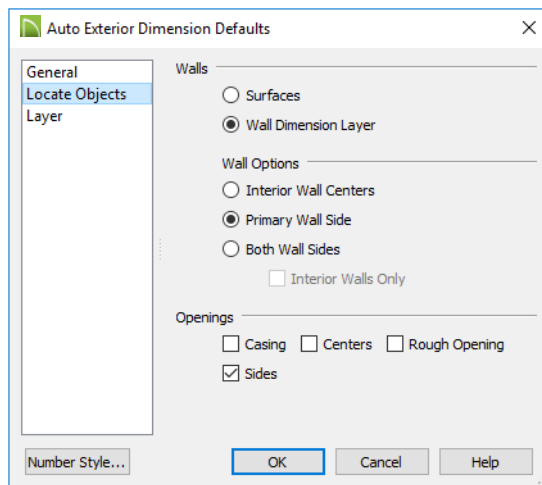 Auto Exterior Dimension Defaults
General
Locate Objects
Layer
Walls
Surfaces
Wall Dimension Layer
Wall Options
Interior Wall Centers
Primary Wall Side
Both Wall Sides
Interior Walls Only
Openings
Casing Centers Rough Opening
Sides
Number Style... OK Cancel Help